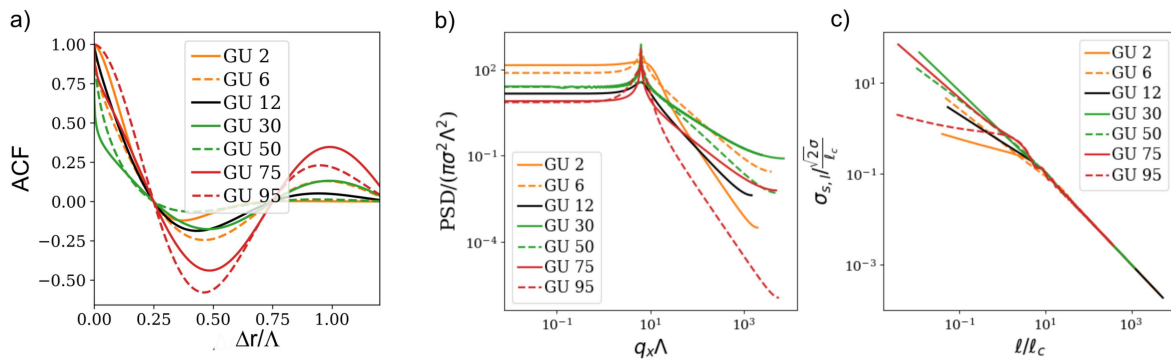 a)
ACF
1.00
0.75
0.50
0.25
0.00
−0.25
−0.50
0.00 0.25 0.50 0.75 1.00
Δr/Λ
GU 2
GU 6
GU 12
GU 30
GU 50
GU 75
GU 95
b)
PSD/(πσ²Λ²)
10²
10⁻¹
10⁻⁴
10⁻¹ 10¹ 10³
qₓΛ
GU 2
GU 6
GU 12
GU 30
GU 50
GU 75
GU 95
c)
σₛ,ₗ/√2σ/ℓ꜀
10¹
10⁻¹
10⁻³
10⁻¹ 10¹ 10³
ℓ/ℓ꜀
GU 2
GU 6
GU 12
GU 30
GU 50
GU 75
GU 95